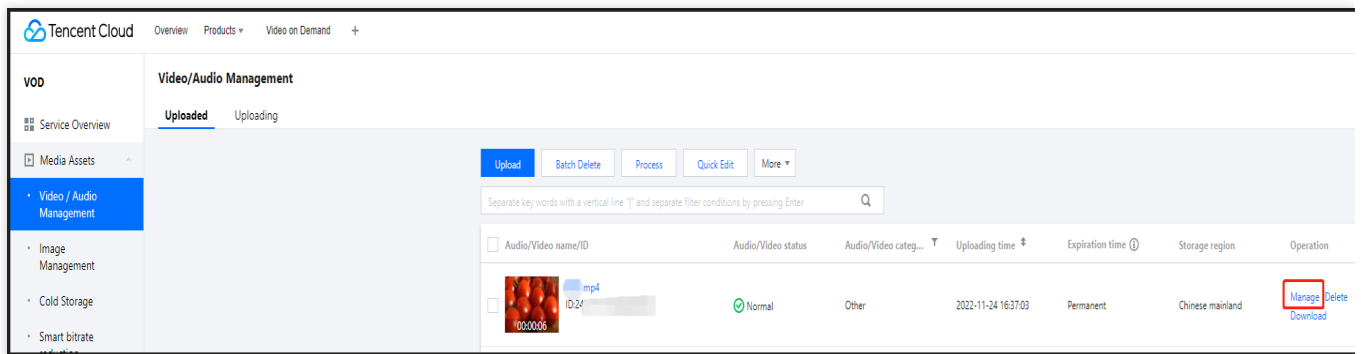 Tencent Cloud Overview Products Video on Demand +
VOD
Video/Audio Management
Uploaded Uploading
Service Overview
Media Assets
Video / Audio
Management
Image
Management
Cold Storage
Smart bitrate
Upload Batch Delete Process Quick Edit More
Separate key words with a vertical line "|" and separate filter conditions by pressing Enter
Audio/Video name/ID Audio/Video status Audio/Video categ... Uploading time Expiration time Storage region Operation
mp4
ID:24
00:00:06
Normal Other 2022-11-24 16:37:03 Permanent Chinese mainland Manage Delete
Download